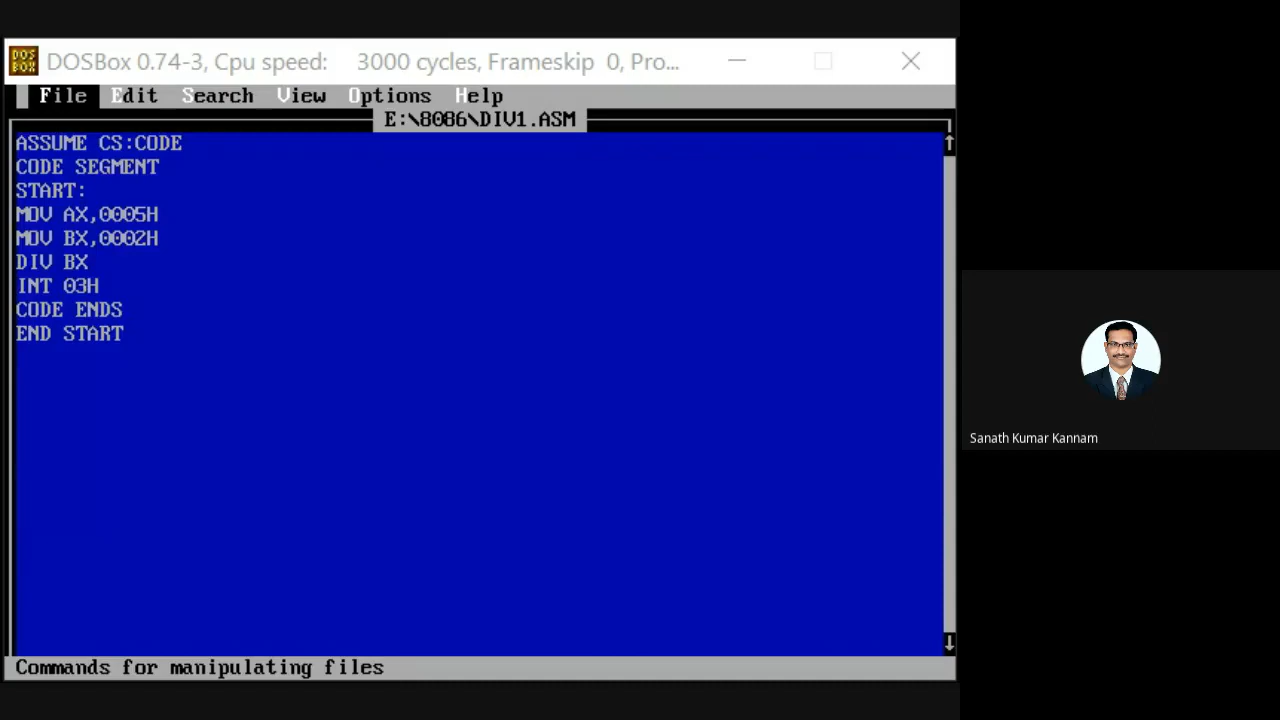 DOS
BOX
DOSBox 0.74-3, Cpu speed: 3000 cycles, Frameskip 0, Pro...
File Edit Search View Options Help
E:\8086\DIV1.ASM
ASSUME CS:CODE
CODE SEGMENT
START:
MOV AX,0005H
MOV BX,0002H
DIV BX
INT 03H
CODE ENDS
END START
Sanath Kumar Kannam
Commands for manipulating files